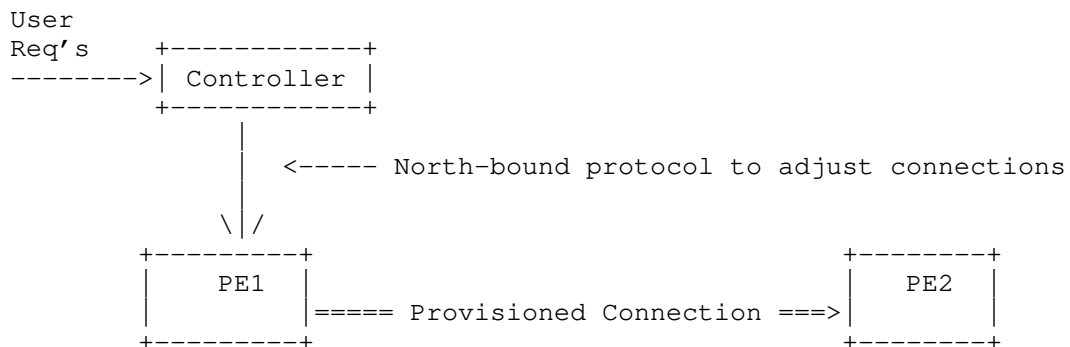 User
Req's
-------->| Controller |
<----- North-bound protocol to adjust connections
PE1 PE2
===== Provisioned Connection ===>